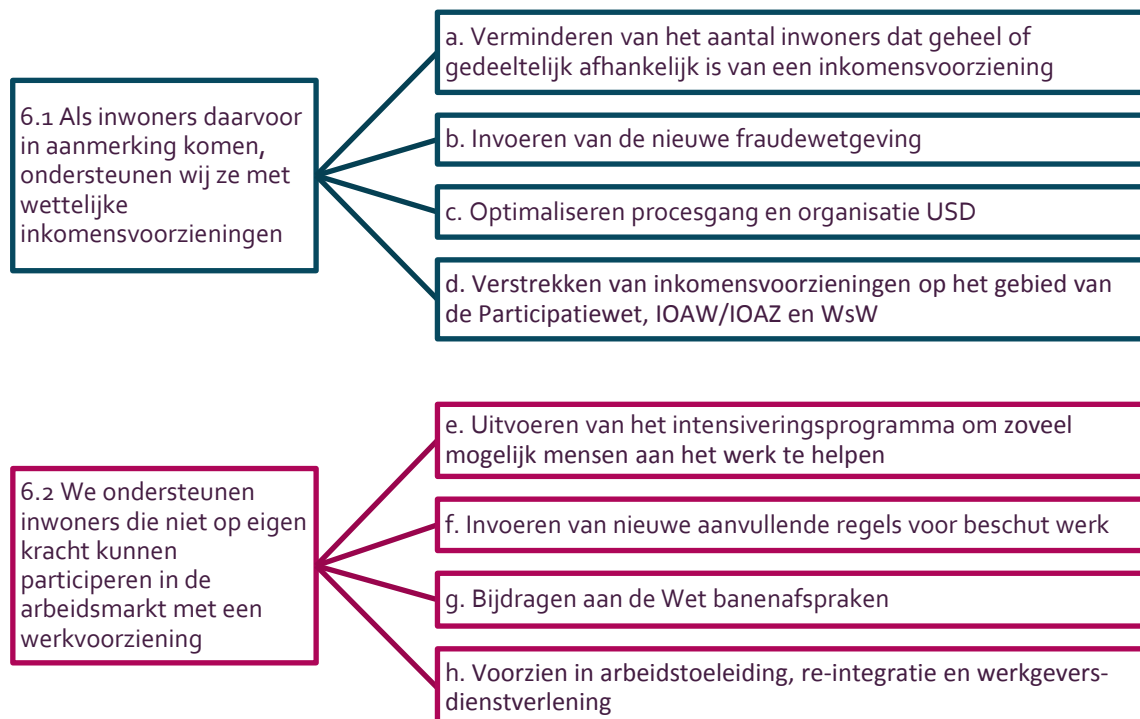 a. Verminderen van het aantal inwoners dat geheel of
gedeeltelijk afhankelijk is van een inkomensvoorziening
6.1 Als inwoners daarvoor
in aanmerking komen,
ondersteunen wij ze met
wettelijke
inkomensvoorzieningen
b. Invoeren van de nieuwe fraudewetgeving
c. Optimaliseren procesgang en organisatie USD
d. Verstrekken van inkomensvoorzieningen op het gebied van
de Participatiewet, IOAW/IOAZ en WsW
e. Uitvoeren van het intensiveringsprogramma om zoveel
mogelijk mensen aan het werk te helpen
6.2 We ondersteunen
inwoners die niet op eigen
kracht kunnen
participeren in de
arbeidsmarkt met een
werkvoorziening
f. Invoeren van nieuwe aanvullende regels voor beschut werk
g. Bijdragen aan de Wet banenafspraken
h. Voorzien in arbeidstoeleiding, re-integratie en werkgevers-
dienstverlening